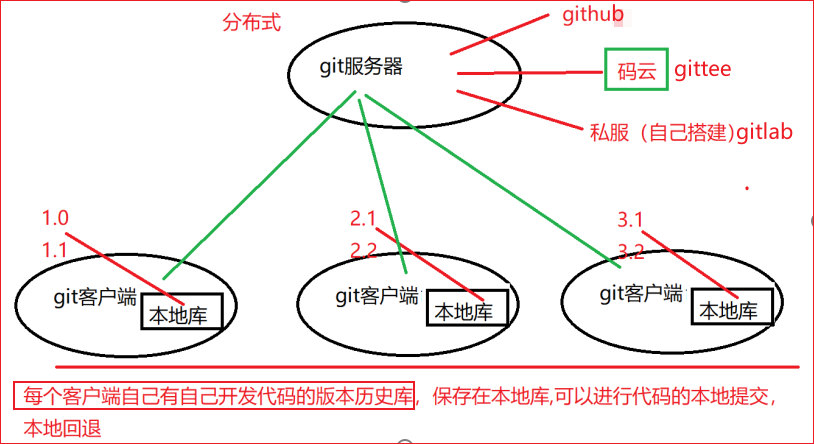 分布式
github
git服务器
码云 gittee
私服（自己搭建)gitlab
1.0
1.1
2.1
2.2
3.1
3.2
git客户端
本地库
git客户端
本地库
git客户端
本地库
每个客户端自己有自己开发代码的版本历史库，保存在本地库,可以进行代码的本地提交，
本地回退